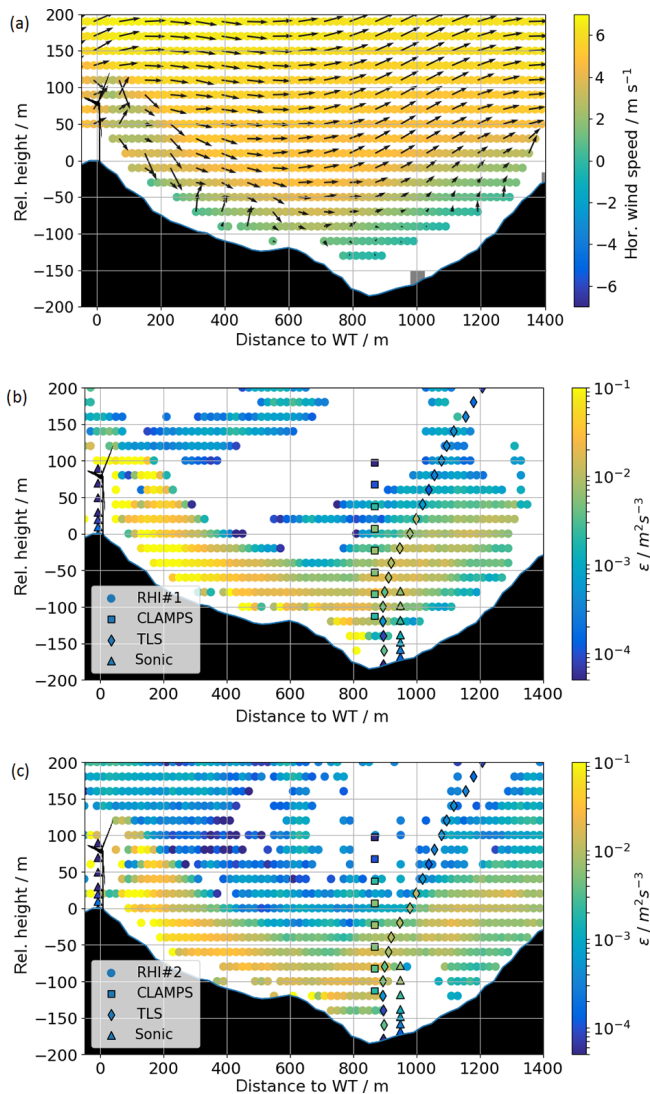 (a)
200
150
100
50
0
−50
−100
−150
−200
Rel. height / m
0 200 400 600 800 1000 1200 1400
Distance to WT / m
6
4
2
0
−2
−4
−6
Hor. wind speed / m s⁻¹
(b)
200
150
100
50
0
−50
−100
−150
−200
Rel. height / m
RHI#1
CLAMPS
TLS
Sonic
0 200 400 600 800 1000 1200 1400
Distance to WT / m
10⁻¹
10⁻²
10⁻³
10⁻⁴
ε / m²s⁻³
(c)
200
150
100
50
0
−50
−100
−150
−200
Rel. height / m
RHI#2
CLAMPS
TLS
Sonic
0 200 400 600 800 1000 1200 1400
Distance to WT / m
10⁻¹
10⁻²
10⁻³
10⁻⁴
ε / m²s⁻³